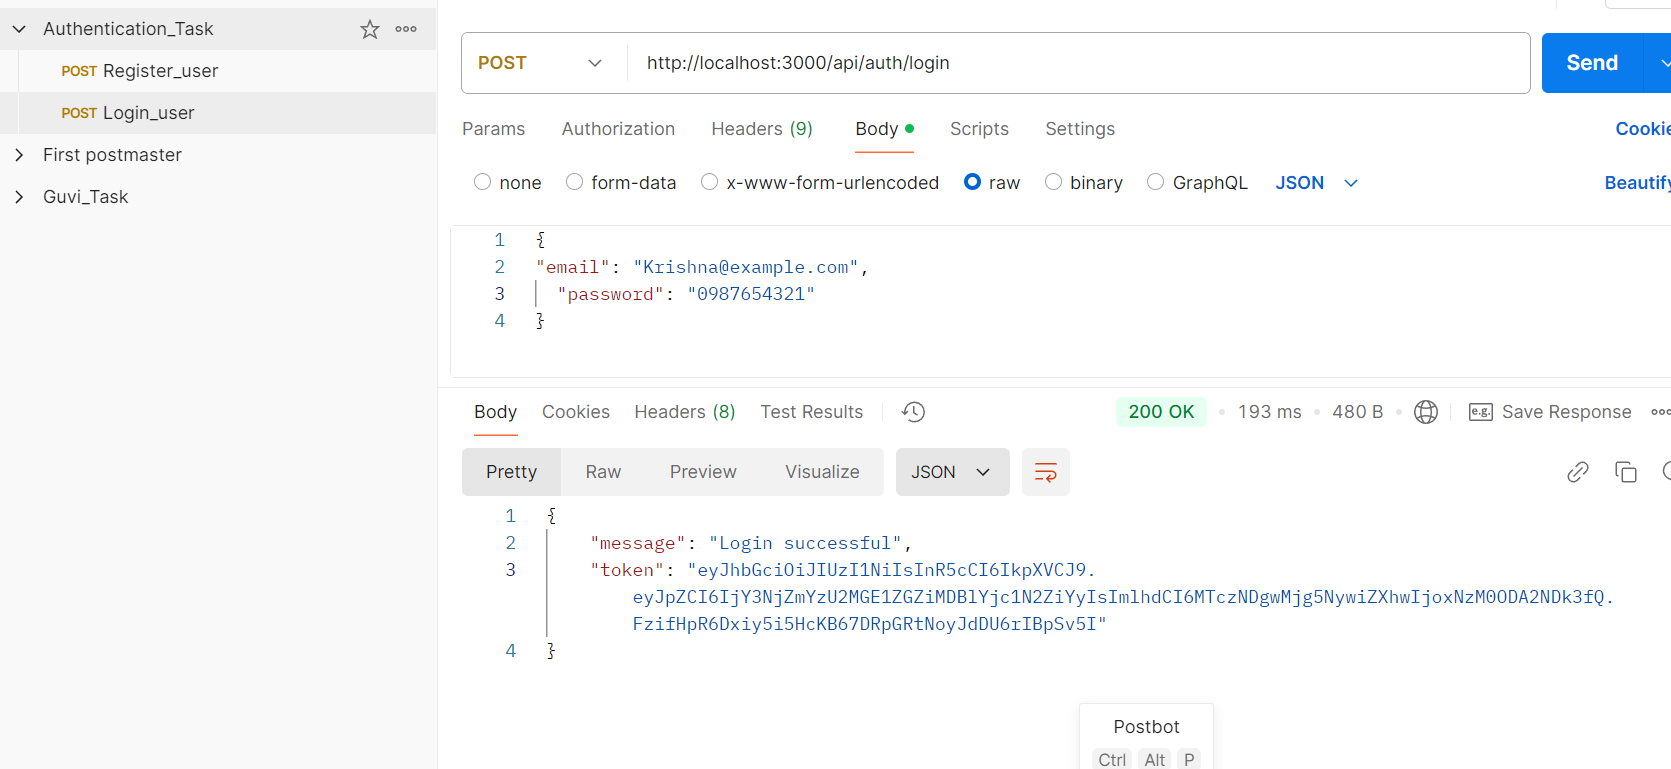 Authentication_Task
POST Register_user
POST Login_user
First postmaster
Guvi_Task
POST http://localhost:3000/api/auth/login Send
Params Authorization Headers (9) Body Scripts Settings
none form-data x-www-form-urlencoded raw binary GraphQL JSON Beautify
1 {
2 "email": "Krishna@example.com",
3 "password": "0987654321"
4 }
Body Cookies Headers (8) Test Results 200 OK 193 ms 480 B e.g. Save Response
Pretty Raw Preview Visualize JSON
1 {
2 "message": "Login successful",
3 "token": "eyJhbGciOiJIUzI1NiIsInR5cCI6IkpXVCJ9.
eyJpZCI6IjY3NjZmYzU2MGE1ZGZiMDBlYjc1N2ZiYyIsImlhdCI6MTczNDgwMjg5NywiZXhwIjoxNzM0ODA2NDk3fQ.
FzifHpR6Dxiy5i5HcKB67DRpGRtNoyJdDU6rIBpSv5I"
4 }
Postbot
Ctrl Alt P